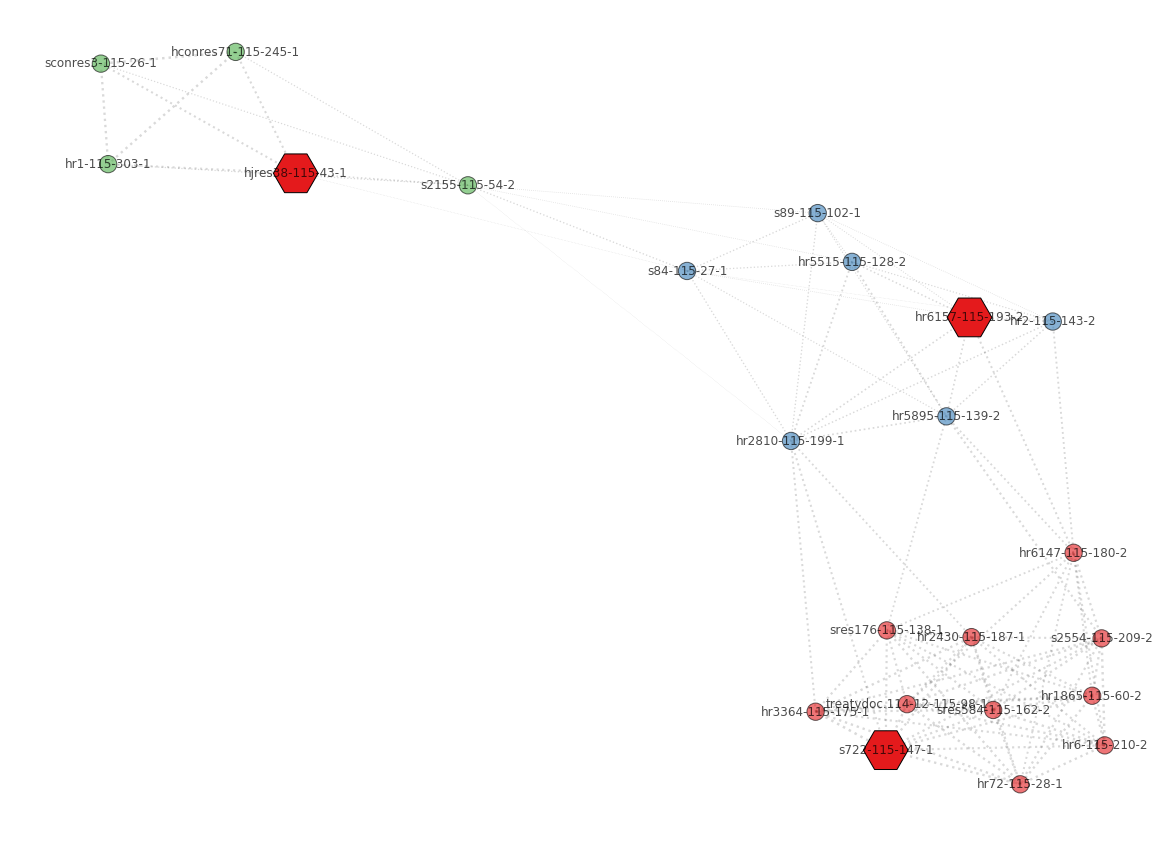 hconres71-115-245-1
sconres3-115-26-1
hr1-115-303-1
hjres38-115-43-1
s2155-115-54-2
s89-115-102-1
hr5515-115-128-2
s84-115-27-1
hr6157-115-193-2
hr2-115-143-2
hr5895-115-139-2
hr2810-115-199-1
hr6147-115-180-2
sres176-115-138-1
hr2430-115-187-1
s2554-115-209-2
hr1865-115-60-2
treatydoc.114-12-115-98-1
sres584-115-162-2
hr3364-115-175-1
hr6-115-210-2
s722-115-147-1
hr72-115-28-1